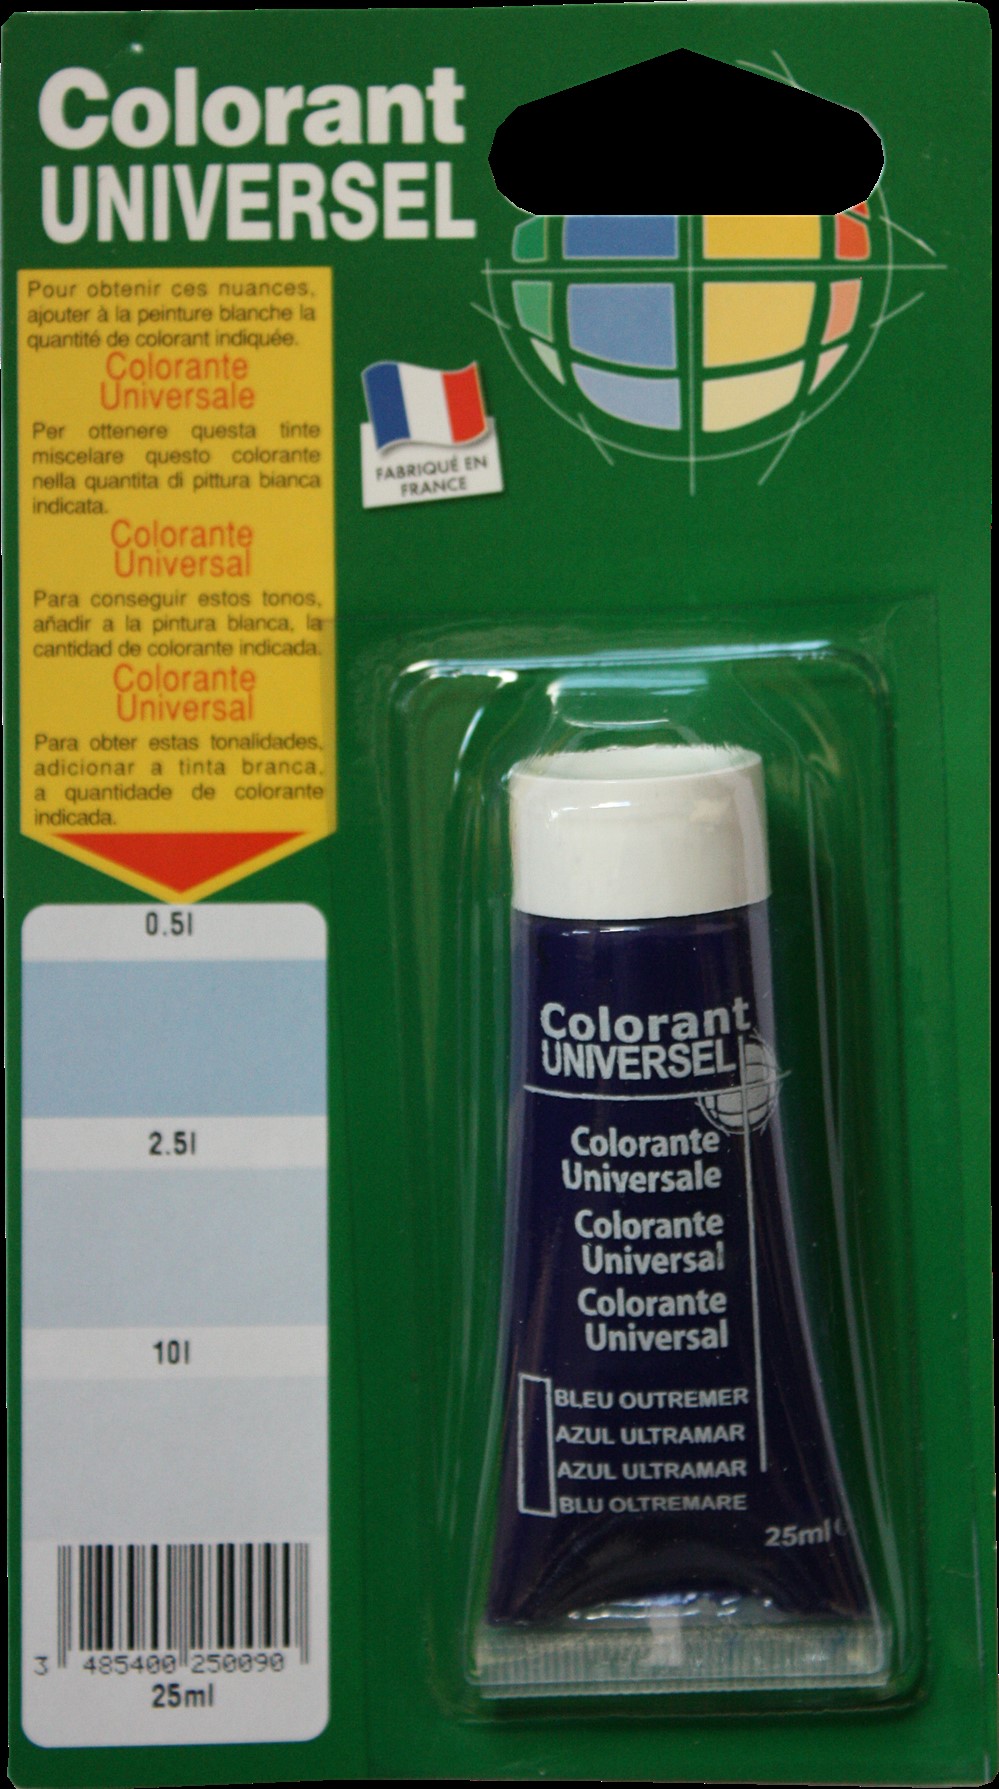 Colorant
UNIVERSEL
Pour obtenir ces nuances,
ajouter à la peinture blanche la
quantité de colorant indiquée.
Colorante
Universale
Per ottenere questa tinte
miscelare questo colorante
nella quantita di pittura bianca
indicata.
Colorante
Universal
Para conseguir estos tonos,
añadir a la pintura blanca, la
cantidad de colorante indicada.
Colorante
Universal
Para obter estas tonalidades,
adicionar a tinta branca,
a quantidade de colorante
indicada.
FABRIQUÉ EN
FRANCE
0.5l
2.5l
10l
3 485400 250090
25ml
Colorant
UNIVERSEL
Colorante
Universale
Colorante
Universal
Colorante
Universal
BLEU OUTREMER
AZUL ULTRAMAR
AZUL ULTRAMAR
BLU OLTREMARE
25ml e